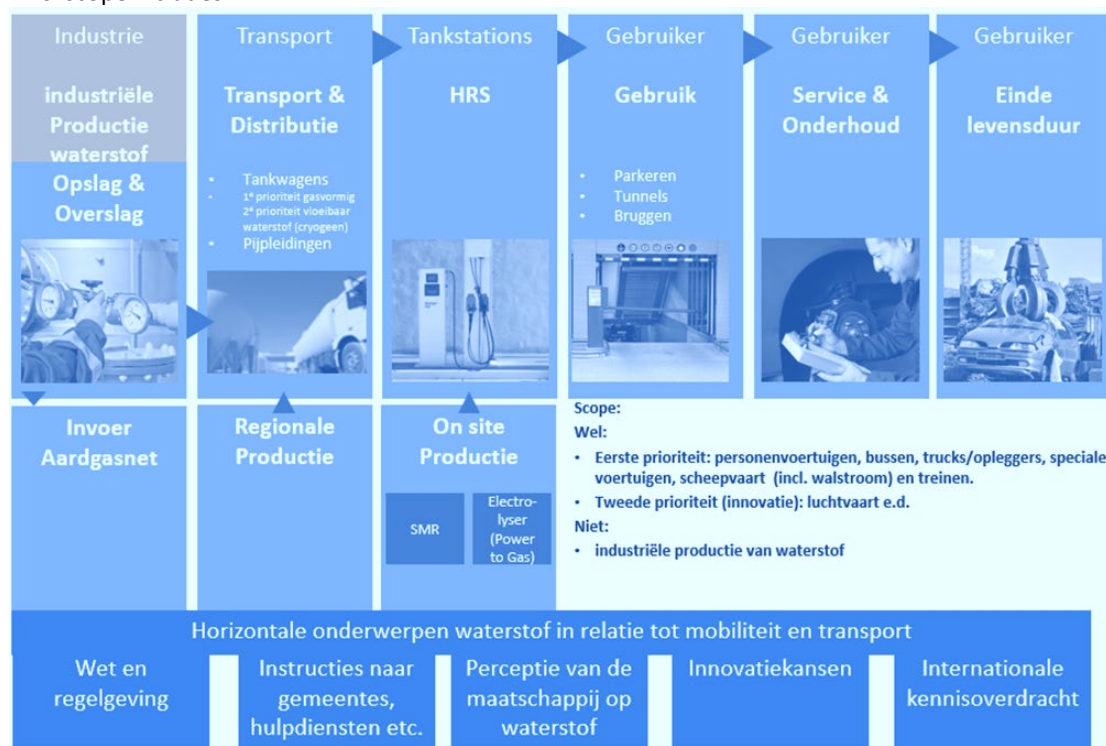 Industrie
industriële
Productie
waterstof
Opslag &
Overslag
Transport
Transport &
Distributie
• Tankwagens
• 1e prioriteit gasvormig
2e prioriteit vloeibaar
waterstof (cryogeen)
• Pijpleidingen
Tankstations
HRS
Gebruiker
Gebruik
• Parkeren
• Tunnels
• Bruggen
Gebruiker
Service &
Onderhoud
Gebruiker
Einde
levensduur
Invoer
Aardgasnet
Regionale
Productie
On site
Productie
SMR
Electro-
lyser
(Power
to Gas)
Scope:
Wel:
• Eerste prioriteit: personenvoertuigen, bussen, trucks/opleggers, speciale
voertuigen, scheepvaart (incl. walstroom) en treinen.
• Tweede prioriteit (innovatie): luchtvaart e.d.
Niet:
• industriële productie van waterstof
Horizontale onderwerpen waterstof in relatie tot mobiliteit en transport
Wet en
regelgeving
Instructies naar
gemeentes,
hulpdiensten etc.
Perceptie van de
maatschappij op
waterstof
Innovatiekansen
Internationale
kennisoverdracht